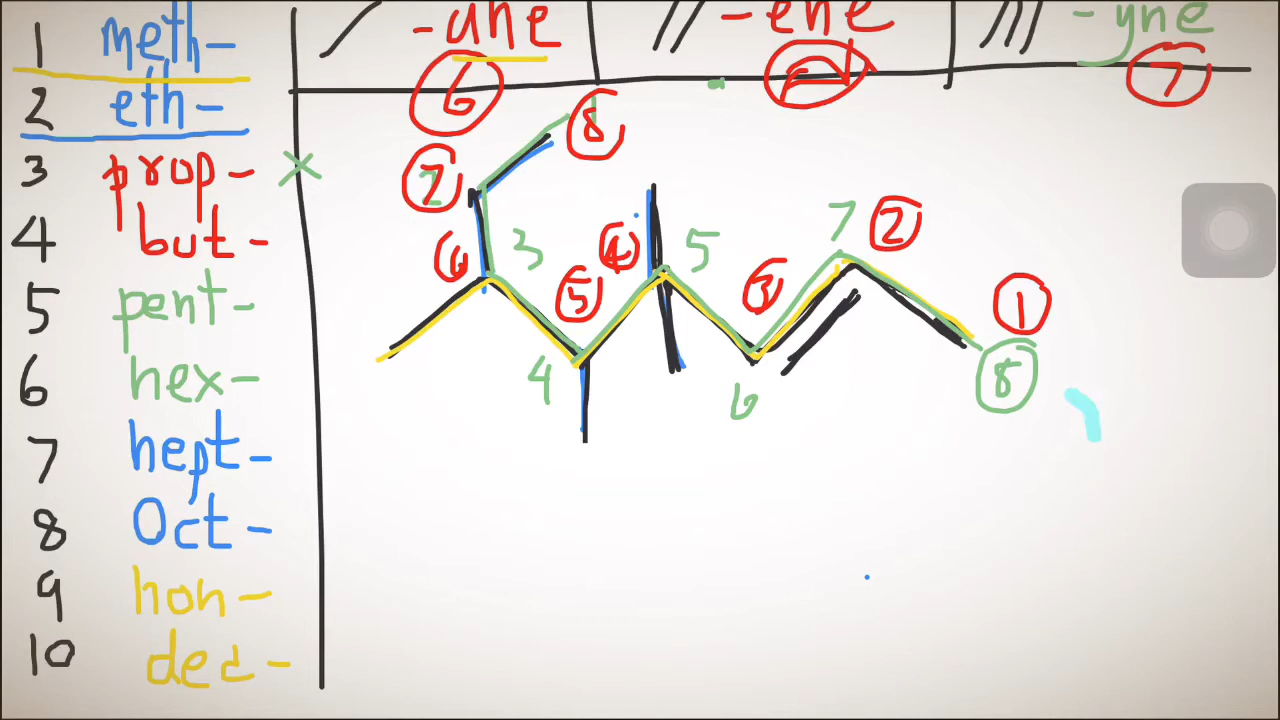 -ane -ene -yne
6 2 7
1 meth-
2 eth-
3 prop-
4 but-
5 pent-
6 hex-
7 hept-
8 Oct-
9 non-
10 dec-
8
7
6 3 5 4 5 3 7 2 1
4 6 8